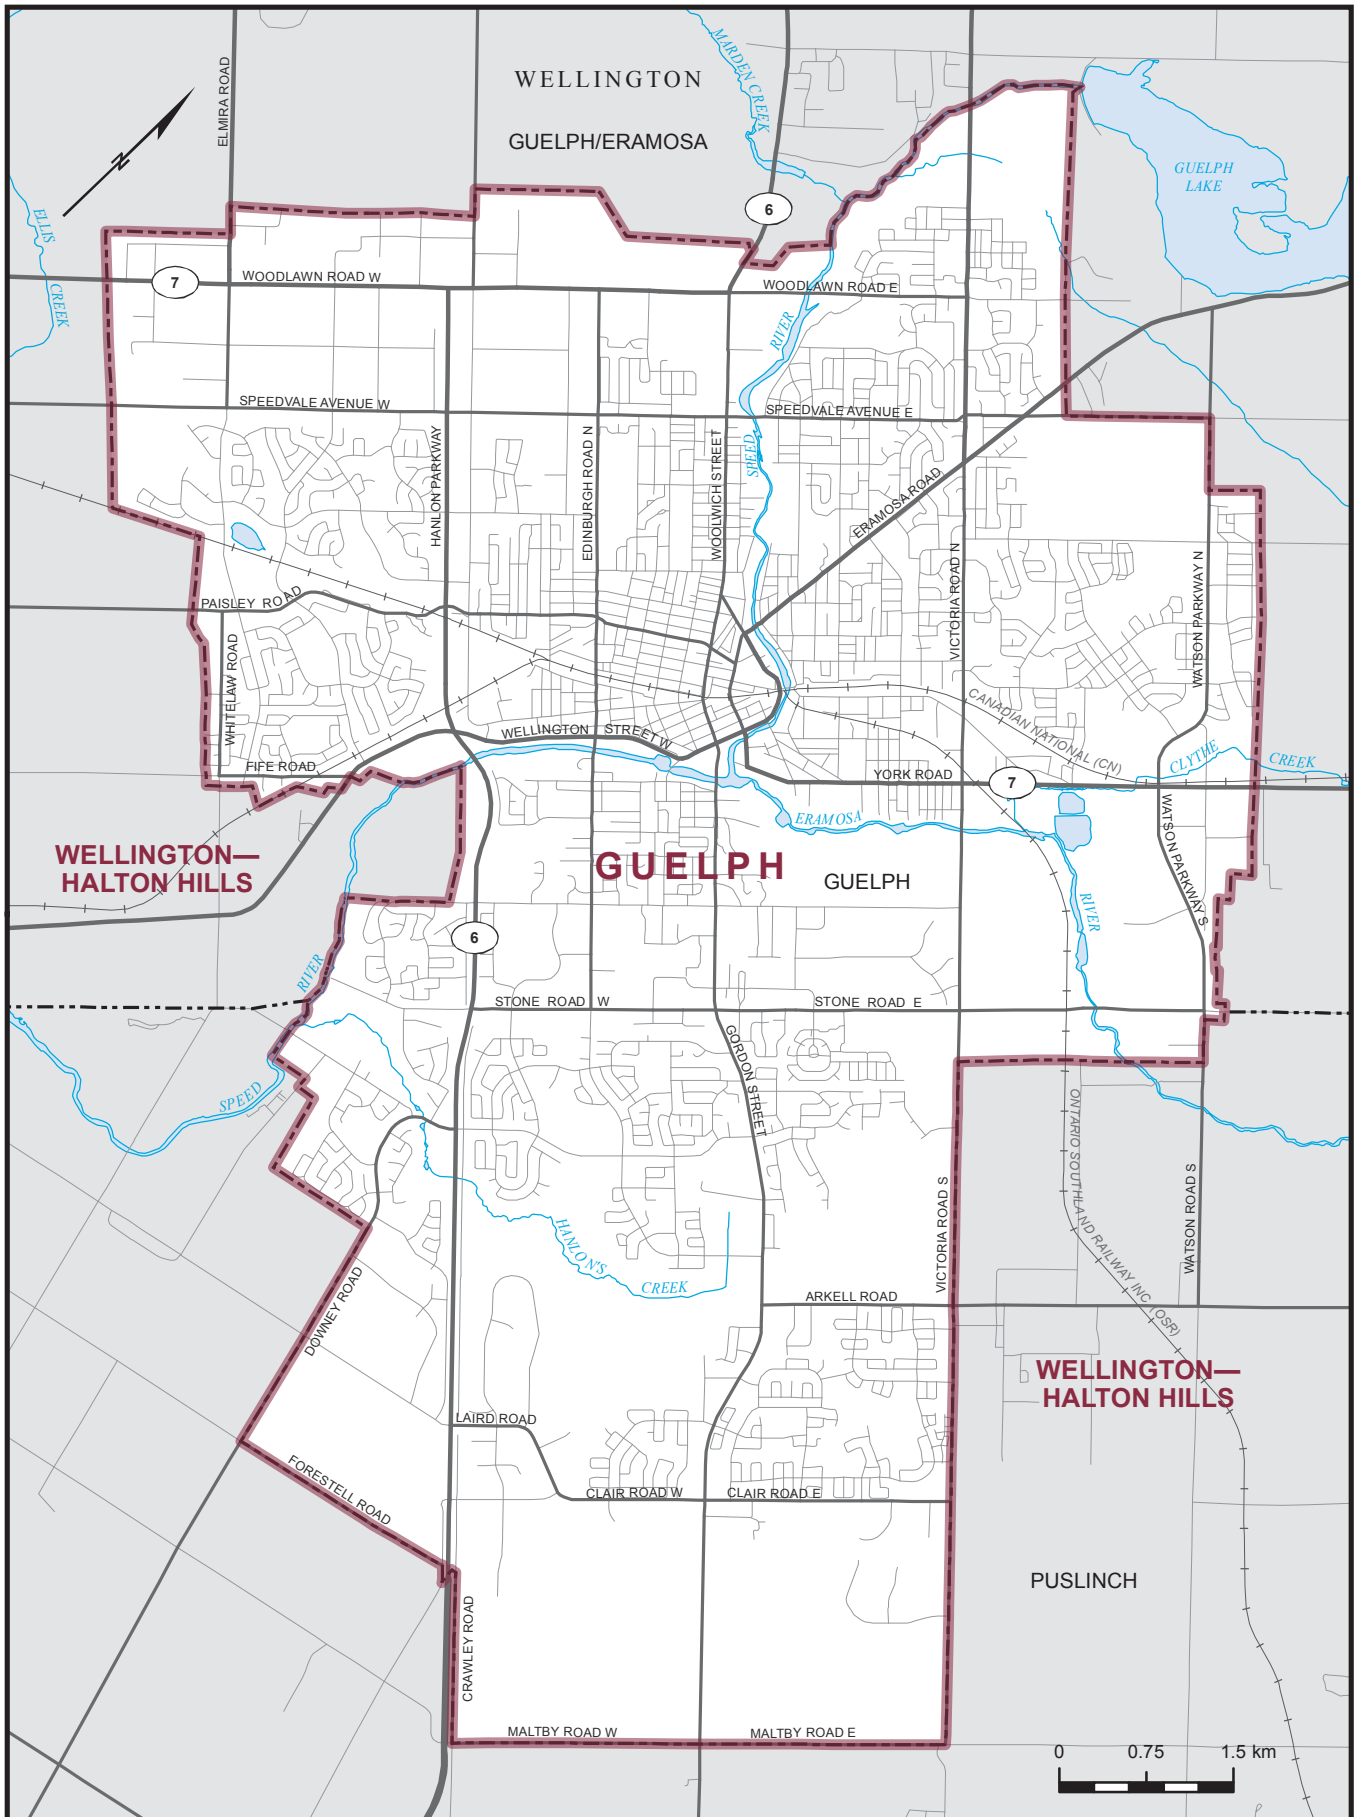 WELLINGTON
GUELPH/ERAMOSA
MARDEN CREEK
ELMIRA ROAD
N
GUELPH
LAKE
6
ELLIS
CREEK
7
WOODLAWN ROAD W
WOODLAWN ROAD E
RIVER
SPEEDVALE AVENUE W
SPEEDVALE AVENUE E
HANLON PARKWAY
EDINBURGH ROAD N
WOOLWICH STREET
SPEED
ERAMOSA ROAD
VICTORIA ROAD N
WATSON PARKWAY N
PAISLEY ROAD
WHITELAW ROAD
CANADIAN NATIONAL (CN)
WELLINGTON STREET W
CLYTHE
CREEK
FIFE ROAD
YORK ROAD
7
ERAMOSA
WATSON PARKWAY S
WELLINGTON—
HALTON HILLS
GUELPH
GUELPH
RIVER
6
RIVER
STONE ROAD W
STONE ROAD E
GORDON STREET
SPEED
ONTARIO SOUTHLAND RAILWAY INC (OSR)
VICTORIA ROAD S
WATSON ROAD S
HANLON'S
CREEK
DOWNEY ROAD
ARKELL ROAD
WELLINGTON—
HALTON HILLS
LAIRD ROAD
FORESTELL ROAD
CLAIR ROAD W
CLAIR ROAD E
PUSLINCH
CRAWLEY ROAD
MALTBY ROAD W
MALTBY ROAD E
0 0.75 1.5 km